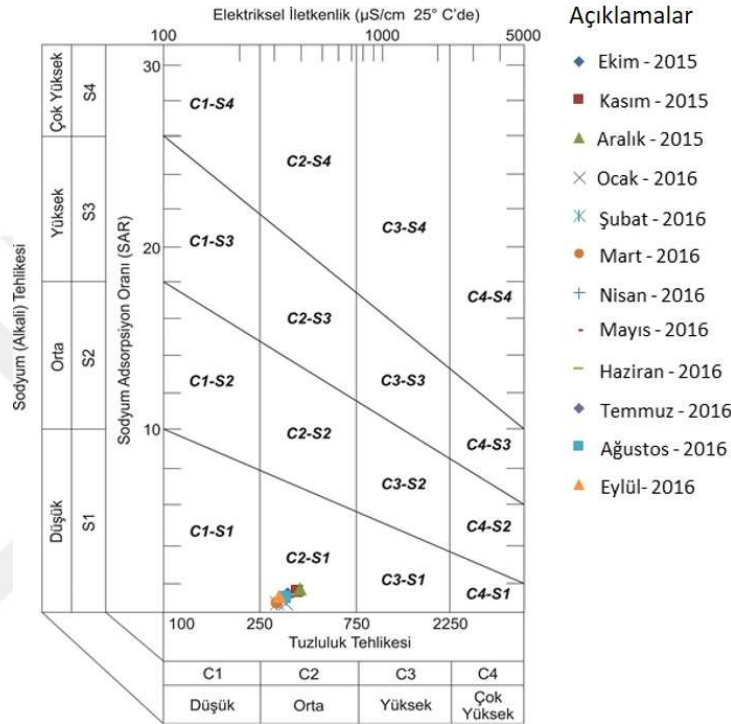 Elektriksel İletkenlik (µS/cm 25° C'de)
100
1000
5000
30
20
10
Sodyum (Alkali) Tehlikesi
Çok Yüksek
Yüksek
Orta
Düşük
S4
S3
S2
S1
Sodyum Adsorpsiyon Oranı (SAR)
C1-S4
C2-S4
C3-S4
C4-S4
C1-S3
C2-S3
C3-S3
C4-S3
C1-S2
C2-S2
C3-S2
C4-S2
C1-S1
C2-S1
C3-S1
C4-S1
100
250
750
2250
Tuzluluk Tehlikesi
C1
C2
C3
C4
Düşük
Orta
Yüksek
Çok
Yüksek
Açıklamalar
Ekim - 2015
Kasım - 2015
Aralık - 2015
Ocak - 2016
Şubat - 2016
Mart - 2016
Nisan - 2016
Mayıs - 2016
Haziran - 2016
Temmuz - 2016
Ağustos - 2016
Eylül- 2016